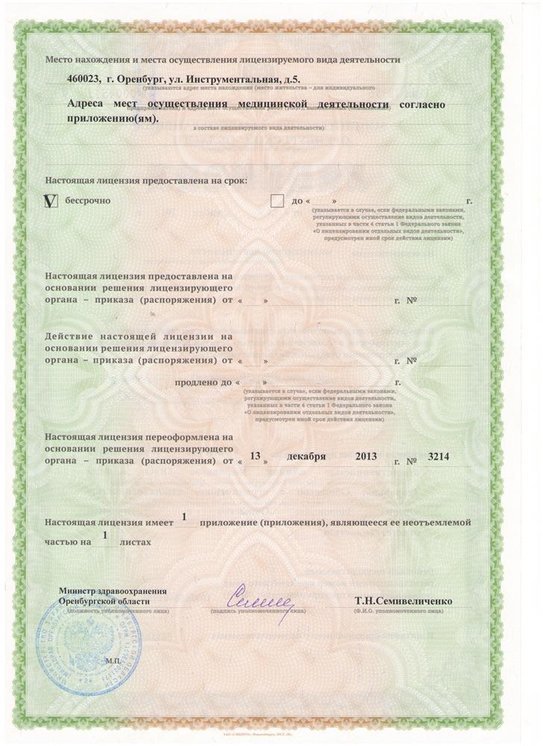 Место нахождения и места осуществления лицензируемого вида деятельности
460023, г. Оренбург, ул. Инструментальная, д.5.
(указываются адрес места нахождения (место жительства – для индивидуального
Адреса мест осуществления медицинской деятельности согласно
приложению(ям).
в составе лицензируемого вида деятельности)
Настоящая лицензия предоставлена на срок:
V бессрочно до « » г.
(указывается в случае, если федеральными законами,
регулирующими осуществление видов деятельности,
указанных в части 4 статьи 1 Федерального закона
«О лицензировании отдельных видов деятельности»,
предусмотрен иной срок действия лицензии)
Настоящая лицензия предоставлена на
основании решения лицензирующего
органа – приказа (распоряжения) от « » г. №
Действие настоящей лицензии на
основании решения лицензирующего
органа – приказа (распоряжения) от « » г. №
продлено до « » г.
(указывается в случае, если федеральными законами,
регулирующими осуществление видов деятельности,
указанных в части 4 статьи 1 Федерального закона
«О лицензировании отдельных видов деятельности»,
предусмотрен иной срок действия лицензии)
Настоящая лицензия переоформлена на
основании решения лицензирующего
органа – приказа (распоряжения) от « 13 » декабря 2013 г. № 3214
Настоящая лицензия имеет 1 приложение (приложения), являющееся ее неотъемлемой
частью на 1 листах
Министр здравоохранения
Оренбургской области Т.Н.Семивеличенко
(должность уполномоченного лица) (подпись уполномоченного лица) (Ф.И.О. уполномоченного лица)
М.П.